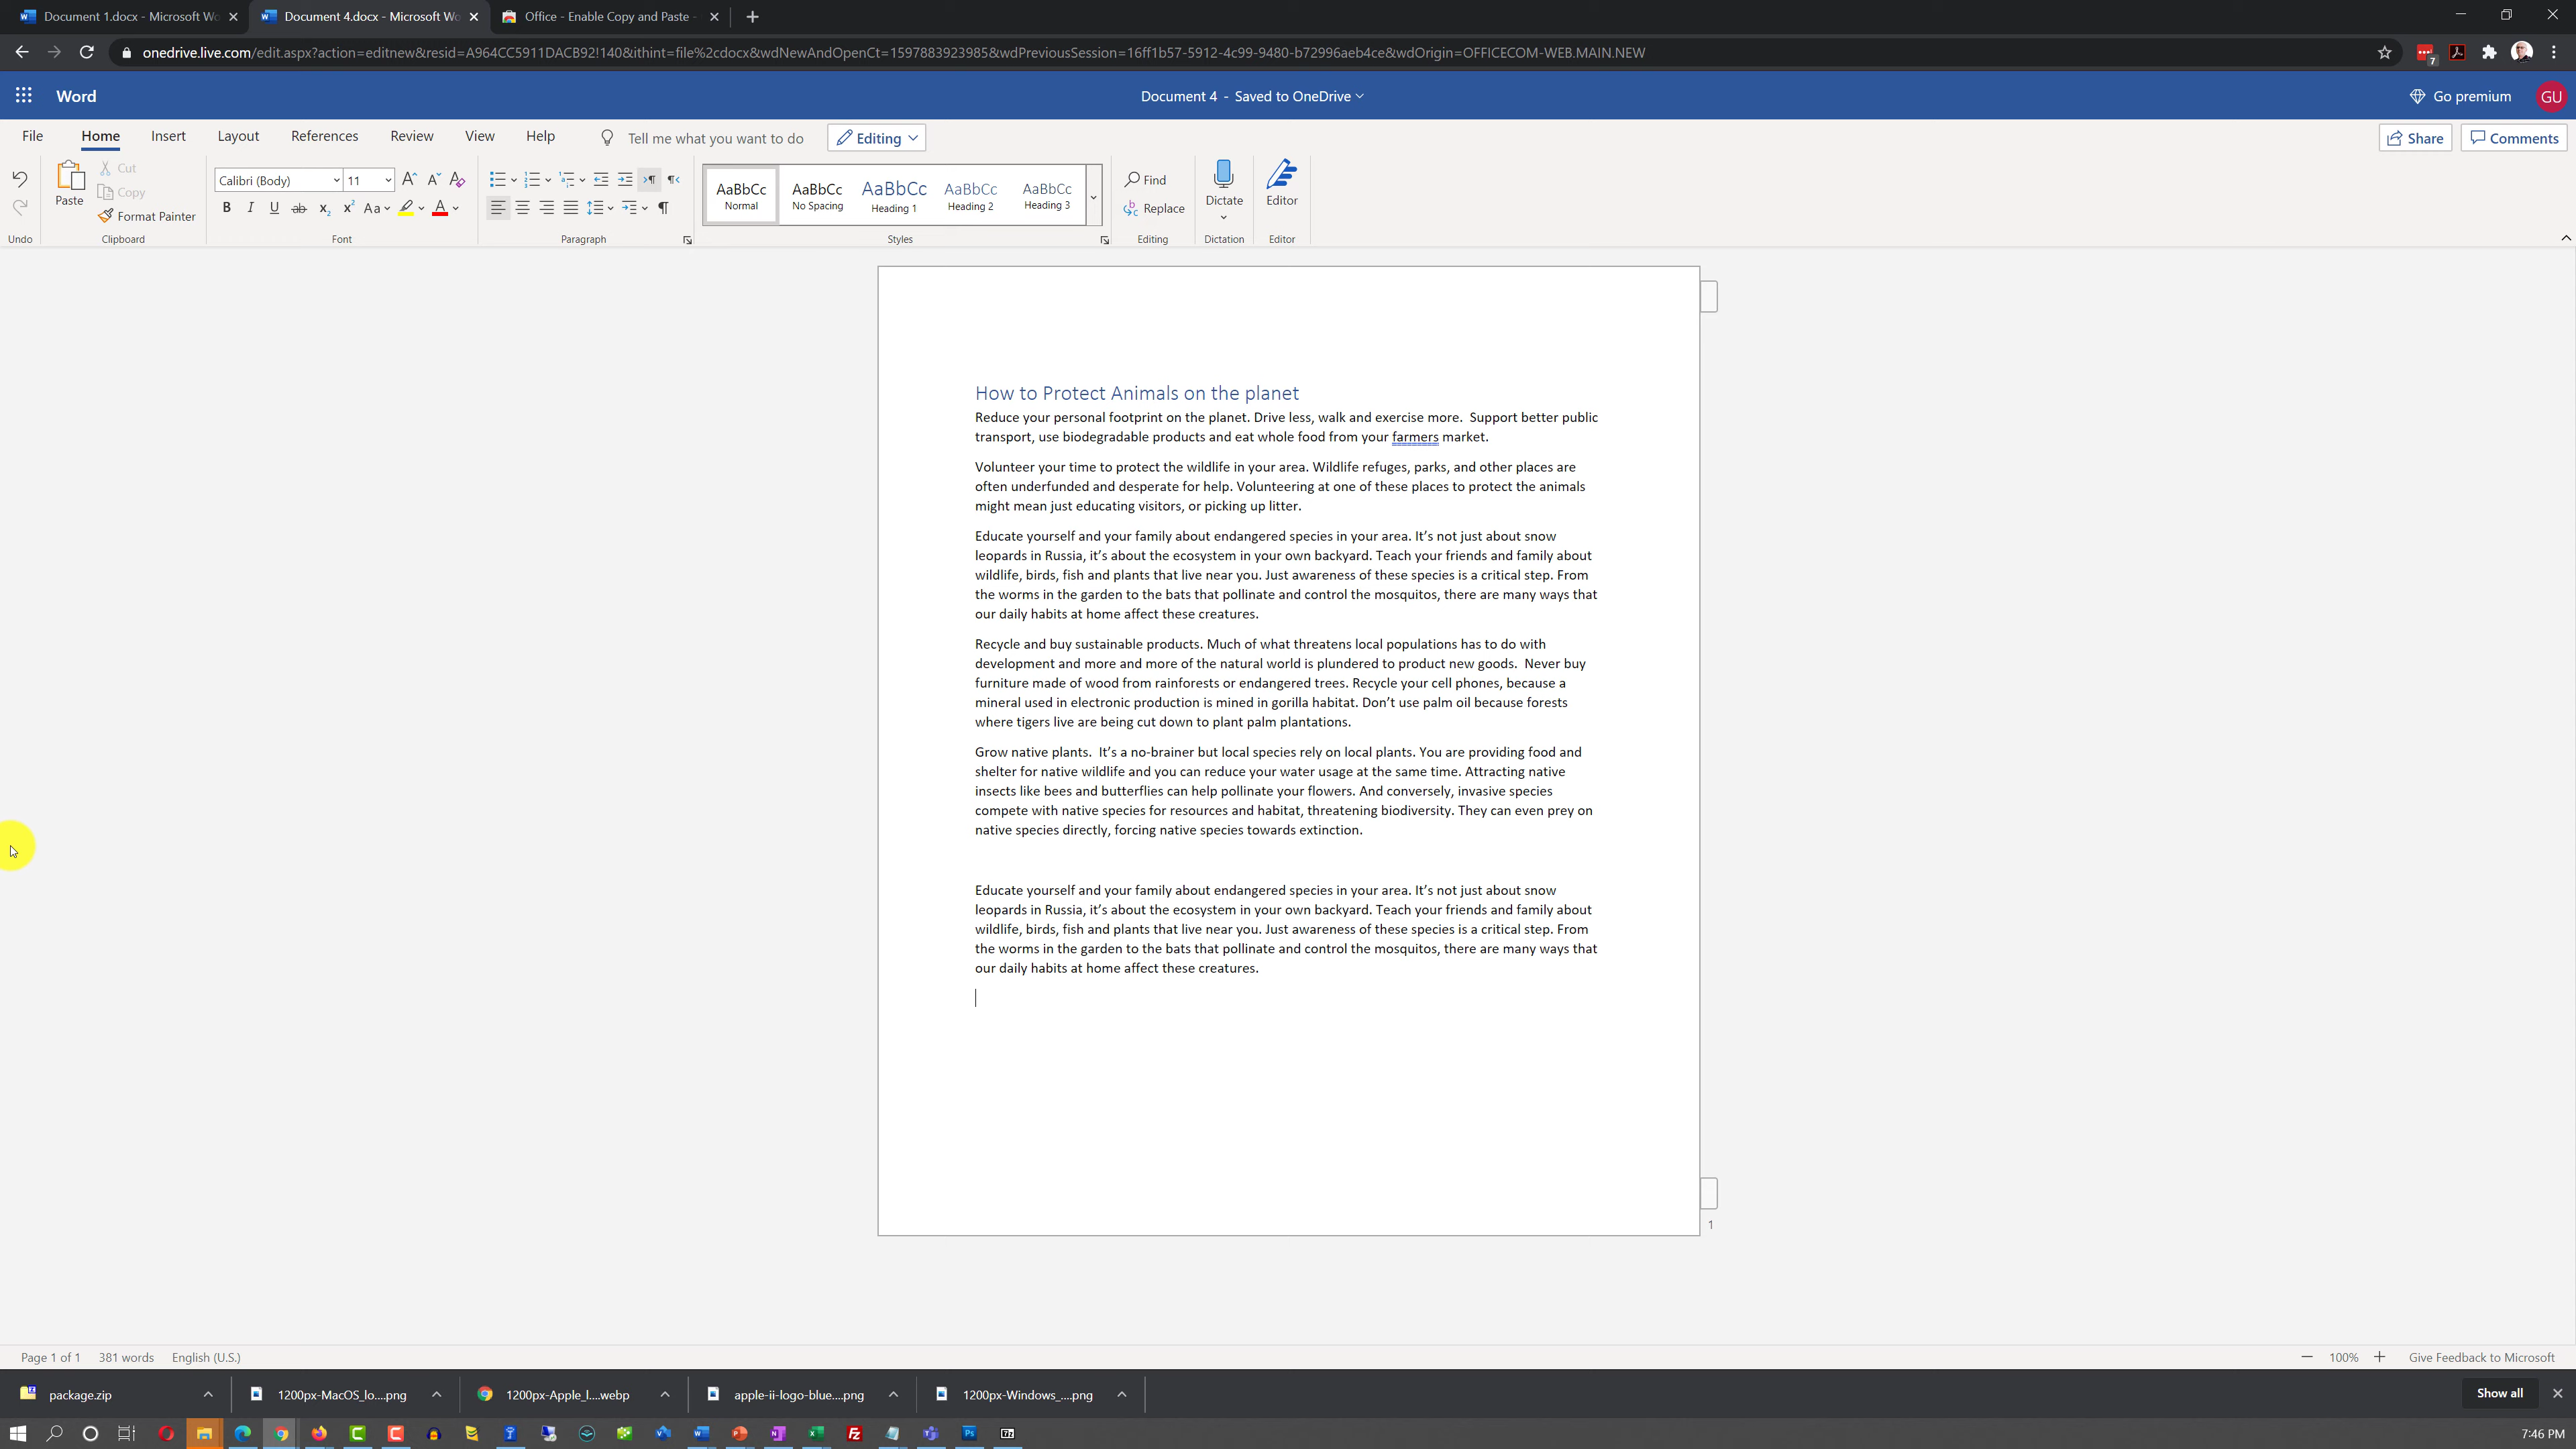 Document 1.docx - Microsoft Wo
Document 4.docx - Microsoft Wo
Office - Enable Copy and Paste -
onedrive.live.com/edit.aspx?action=editnew&resid=A964CC5911DACB92!140&ithint=file%2cdocx&wdNewAndOpenCt=1597883923985&wdPreviousSession=16ff1b57-5912-4c99-9480-b72996aeb4ce&wdOrigin=OFFICECOM-WEB.MAIN.NEW
7
Word
Document 4 - Saved to OneDrive
Go premium
GU
File Home Insert Layout References Review View Help
Tell me what you want to do
Editing
Share
Comments
Paste
Cut
Copy
Format Painter
Calibri (Body)
11
AaBbCc
Normal
AaBbCc
No Spacing
AaBbCc
Heading 1
AaBbCc
Heading 2
AaBbCc
Heading 3
Find
Replace
Dictate
Editor
Undo
Clipboard
Font
Paragraph
Styles
Editing
Dictation
Editor
How to Protect Animals on the planet
Reduce your personal footprint on the planet. Drive less, walk and exercise more.  Support better public
transport, use biodegradable products and eat whole food from your farmers market.
Volunteer your time to protect the wildlife in your area. Wildlife refuges, parks, and other places are
often underfunded and desperate for help. Volunteering at one of these places to protect the animals
might mean just educating visitors, or picking up litter.
Educate yourself and your family about endangered species in your area. It's not just about snow
leopards in Russia, it's about the ecosystem in your own backyard. Teach your friends and family about
wildlife, birds, fish and plants that live near you. Just awareness of these species is a critical step. From
the worms in the garden to the bats that pollinate and control the mosquitos, there are many ways that
our daily habits at home affect these creatures.
Recycle and buy sustainable products. Much of what threatens local populations has to do with
development and more and more of the natural world is plundered to product new goods.  Never buy
furniture made of wood from rainforests or endangered trees. Recycle your cell phones, because a
mineral used in electronic production is mined in gorilla habitat. Don't use palm oil because forests
where tigers live are being cut down to plant palm plantations.
Grow native plants.  It's a no-brainer but local species rely on local plants. You are providing food and
shelter for native wildlife and you can reduce your water usage at the same time. Attracting native
insects like bees and butterflies can help pollinate your flowers. And conversely, invasive species
compete with native species for resources and habitat, threatening biodiversity. They can even prey on
native species directly, forcing native species towards extinction.
Educate yourself and your family about endangered species in your area. It's not just about snow
leopards in Russia, it's about the ecosystem in your own backyard. Teach your friends and family about
wildlife, birds, fish and plants that live near you. Just awareness of these species is a critical step. From
the worms in the garden to the bats that pollinate and control the mosquitos, there are many ways that
our daily habits at home affect these creatures.
1
Page 1 of 1
381 words
English (U.S.)
100%
Give Feedback to Microsoft
package.zip
1200px-MacOS_lo....png
1200px-Apple_l....webp
apple-ii-logo-blue....png
1200px-Windows_....png
Show all
7:46 PM